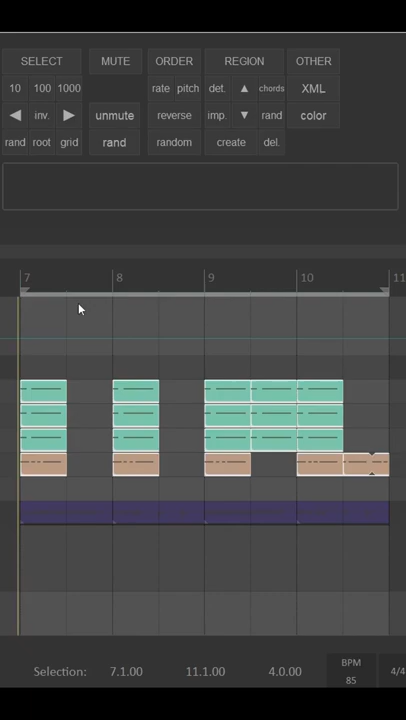 SELECT MUTE ORDER REGION OTHER
10 100 1000 rate pitch det. ▲ chords XML
◀ inv. ▶ unmute reverse imp. ▼ rand color
rand root grid rand random create del.
7 8 9 10 11
Selection: 7.1.00 11.1.00 4.0.00 BPM
85 4/4